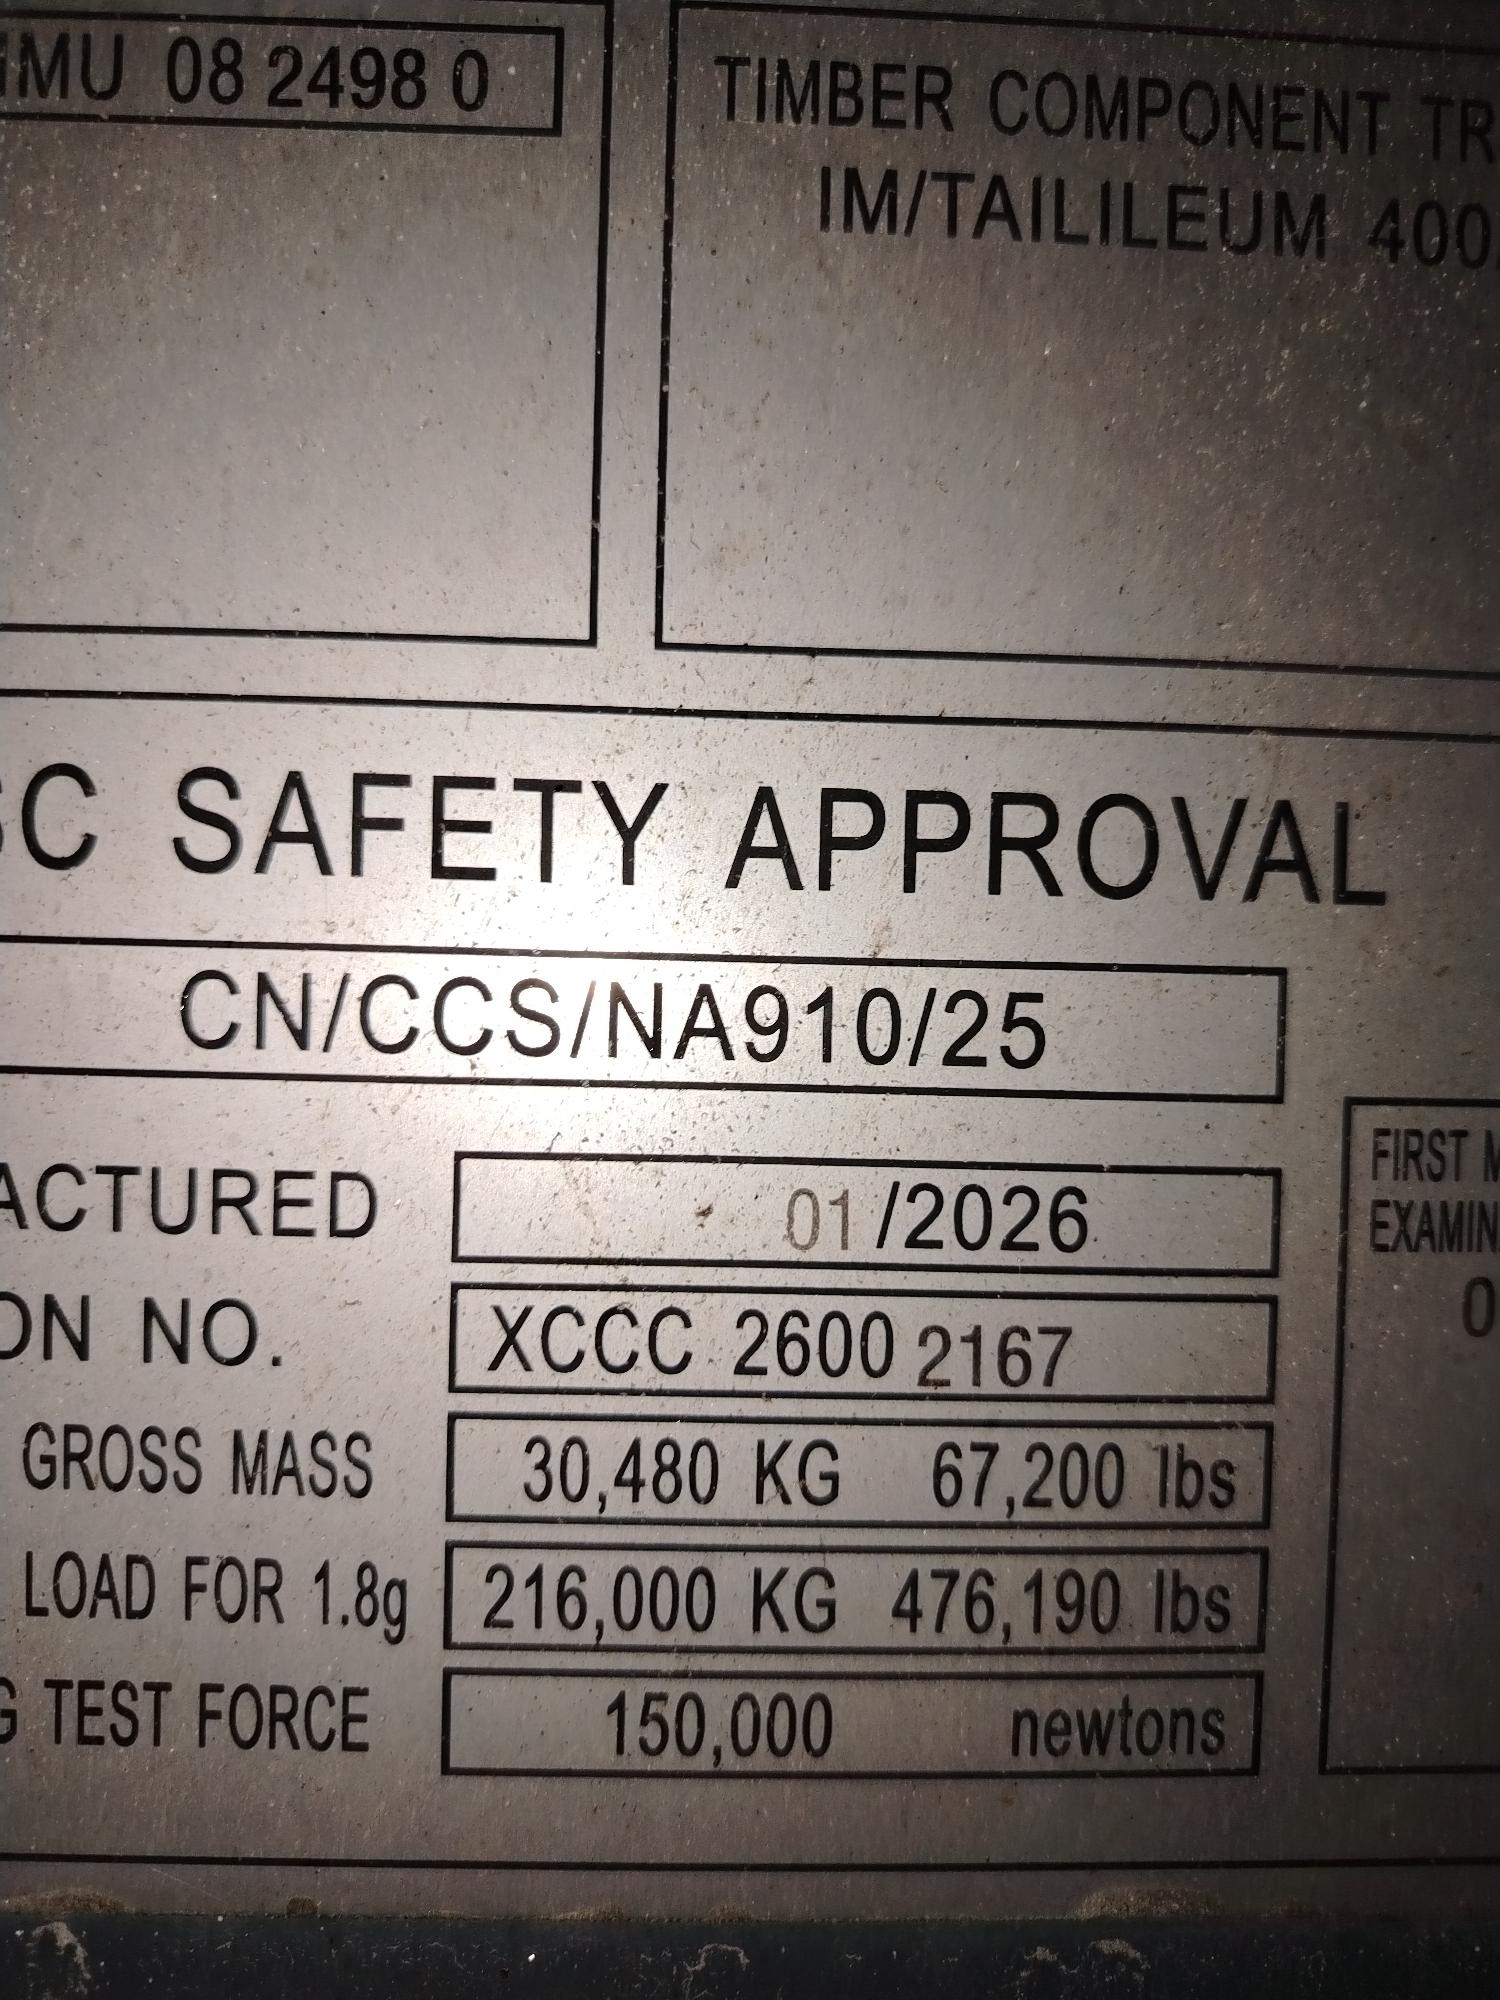 MU 08 2498 0
TIMBER COMPONENT TR
IM/TAILILEUM 400
SC SAFETY APPROVAL
CN/CCS/NA910/25
ACTURED 01/2026
ON NO. XCCC 2600 2167
GROSS MASS 30,480 KG 67,200 lbs
LOAD FOR 1.8g 216,000 KG 476,190 lbs
G TEST FORCE 150,000 newtons
FIRST M
EXAMIN
0